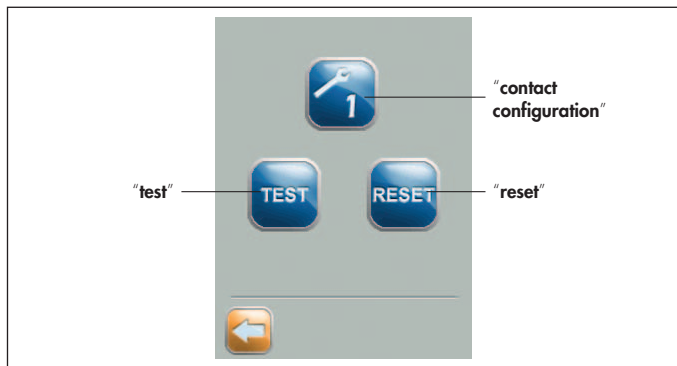 1
"contact
configuration"
"test"
TEST
RESET
"reset"